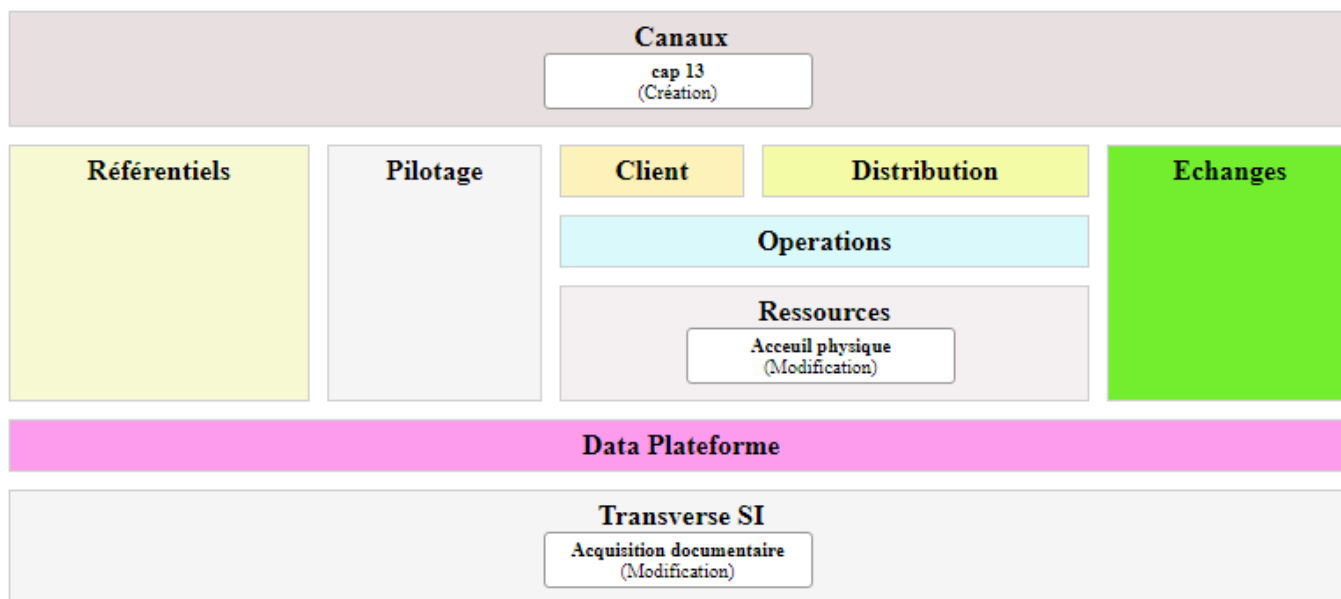 Canaux
cap 13
(Création)
Référentiels
Pilotage
Client
Distribution
Echanges
Operations
Ressources
Acceuil physique
(Modification)
Data Plateforme
Transverse SI
Acquisition documentaire
(Modification)